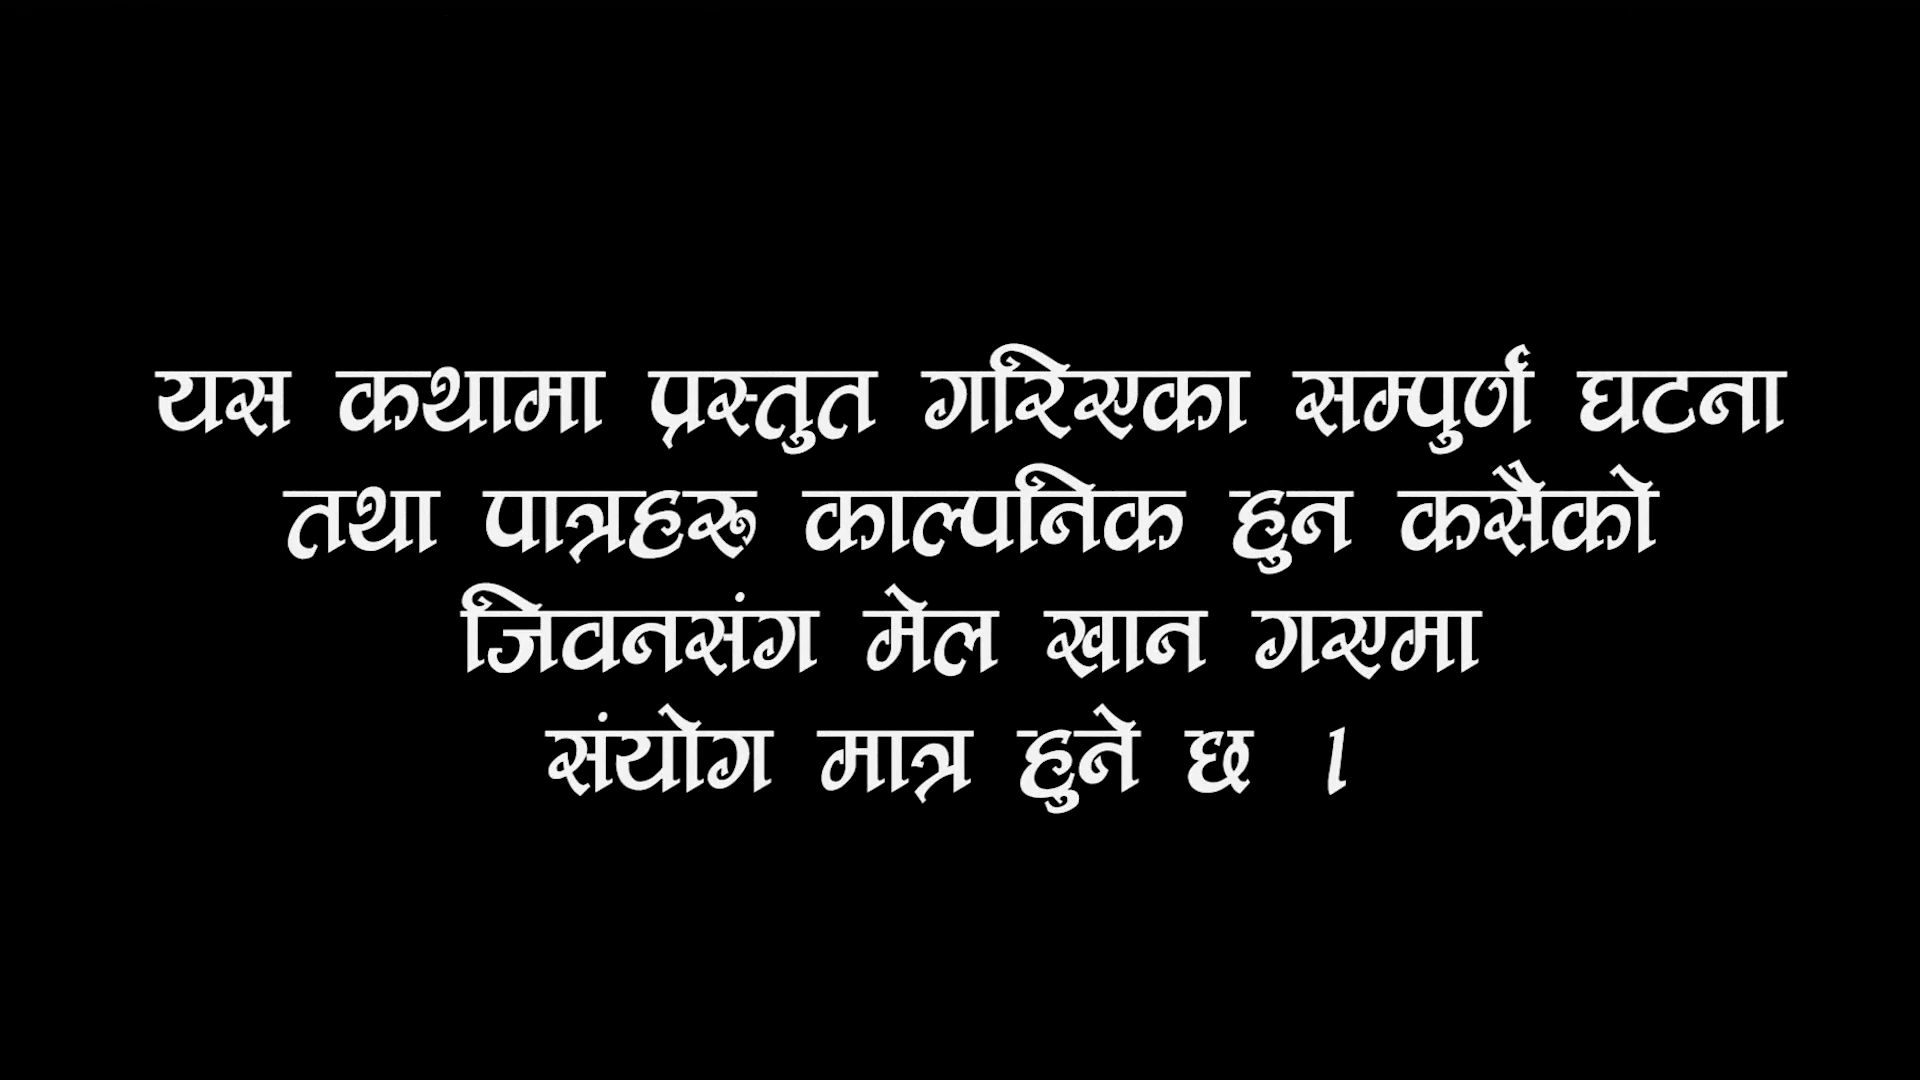 यस कथामा प्रस्तुत गरिएका सम्पुर्ण घटना
तथा पात्रहरु काल्पनिक हुन कसैको
जिवनसंग मेल खान गएमा
संयोग मात्र हुने छ ।